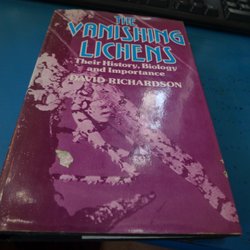 THE
VANISHING
LICHENS
Their History, Biology
and Importance
DAVID RICHARDSON